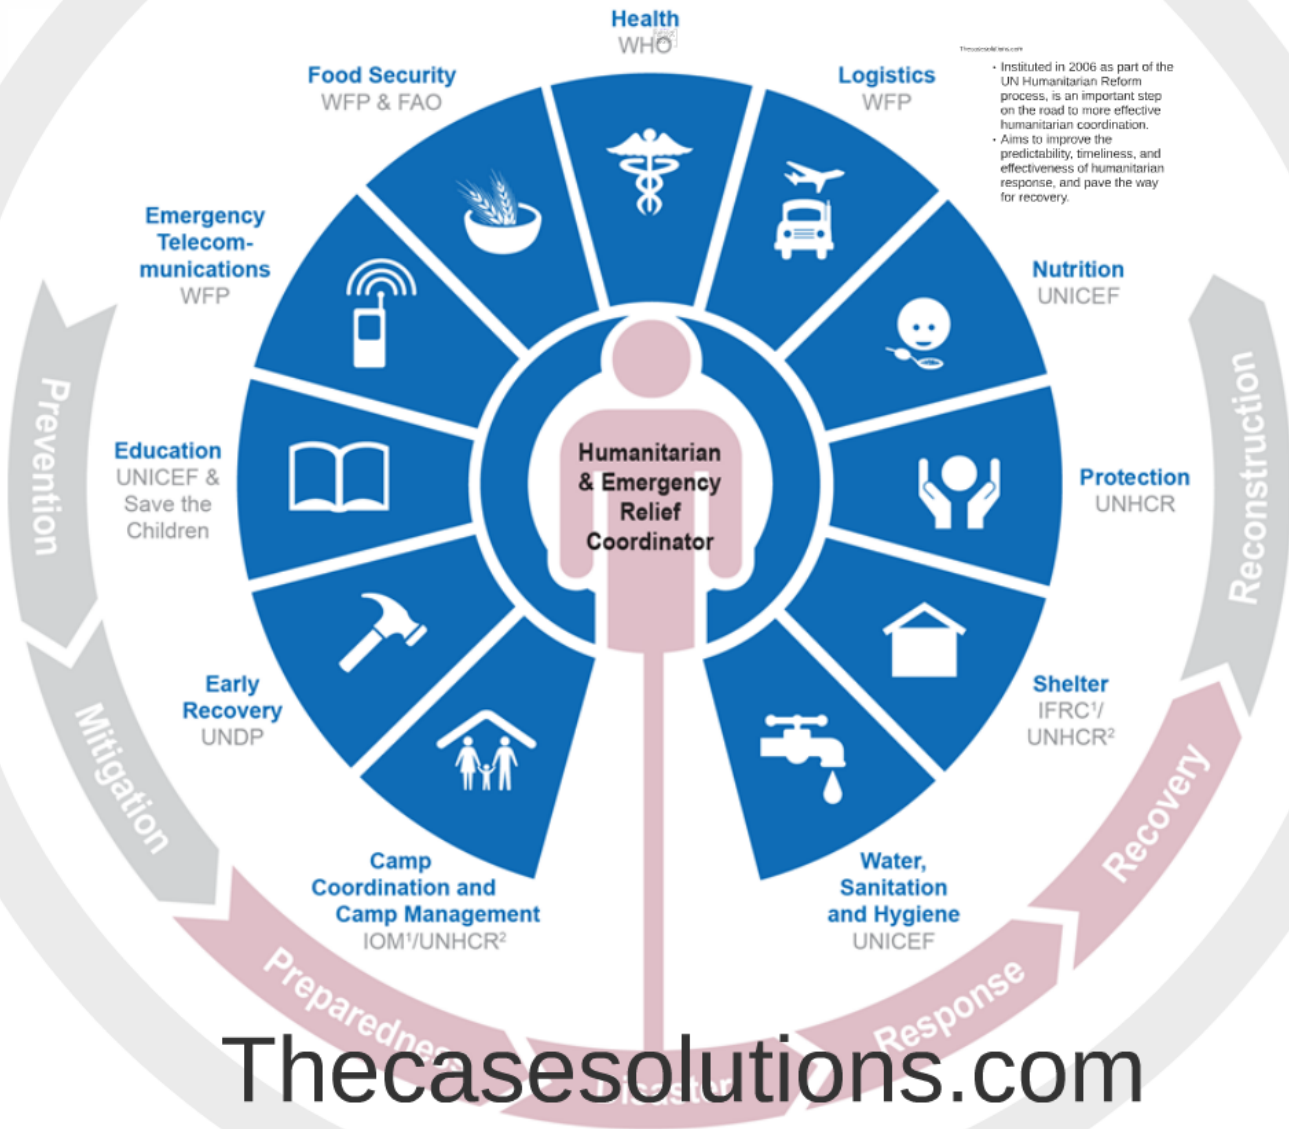 Health
WHO
Food Security
WFP & FAO
Logistics
WFP
Thecasesolutions.com
• Instituted in 2006 as part of the
UN Humanitarian Reform
process, is an important step
on the road to more effective
humanitarian coordination.
• Aims to improve the
predictability, timeliness, and
effectiveness of humanitarian
response, and pave the way
for recovery.
Emergency
Telecom-
munications
WFP
Nutrition
UNICEF
Education
UNICEF &
Save the
Children
Humanitarian
& Emergency
Relief
Coordinator
Protection
UNHCR
Early
Recovery
UNDP
Shelter
IFRC¹/
UNHCR²
Camp
Coordination and
Camp Management
IOM¹/UNHCR²
Water,
Sanitation
and Hygiene
UNICEF
Prevention
Mitigation
Preparedness
Disaster
Response
Recovery
Reconstruction
Thecasesolutions.com